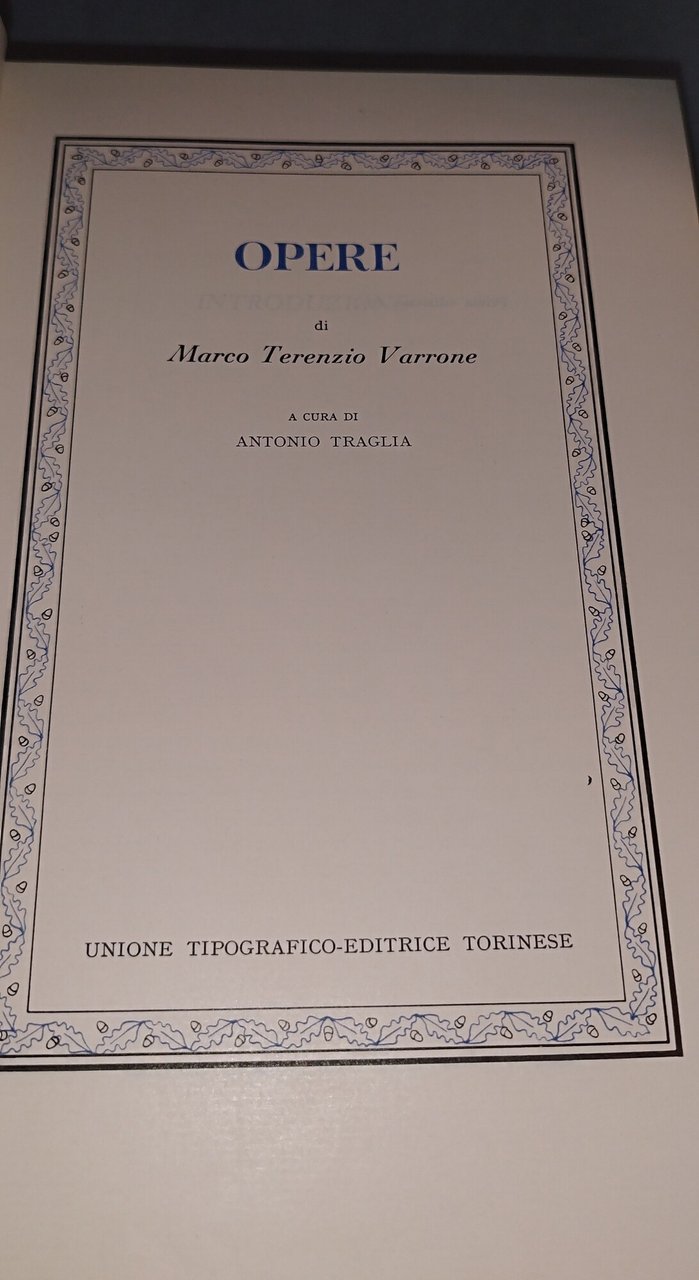 OPERE
di
Marco Terenzio Varrone
A CURA DI
ANTONIO TRAGLIA
UNIONE TIPOGRAFICO-EDITRICE TORINESE